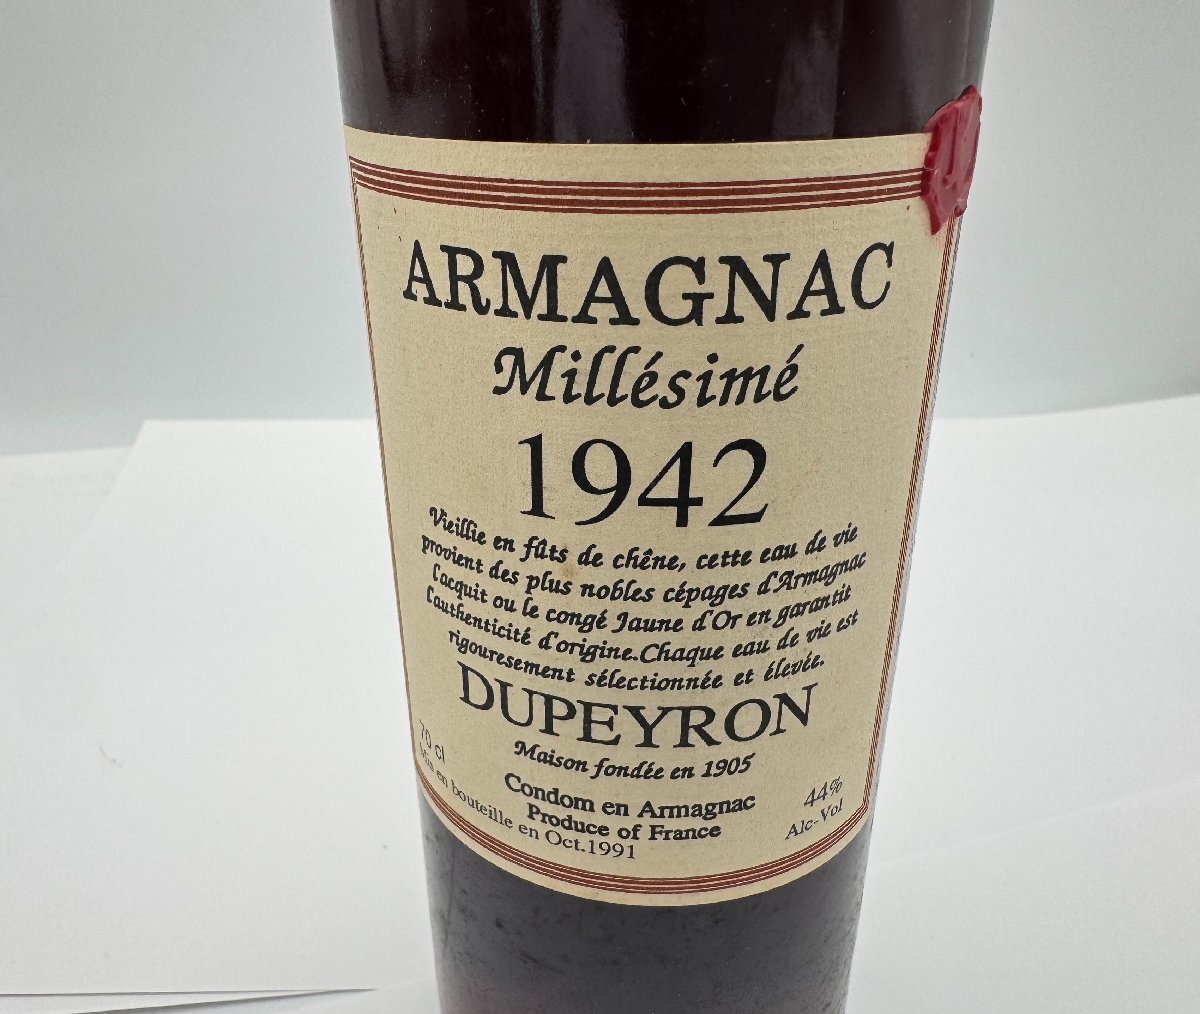 ARMAGNAC
Millésimé
1942
Vieillie en fûts de chêne, cette eau de vie
provient des plus nobles cépages d'Armagnac
l'acquit ou le congé Jaune d'Or en garantit
l'authenticité d'origine.Chaque eau de vie est
rigouresement sélectionnée et élevée.
DUPEYRON
Maison fondée en 1905
70 cl
Condom en Armagnac
Produce of France
44%
Alc-Vol
Mis en bouteille en Oct.1991